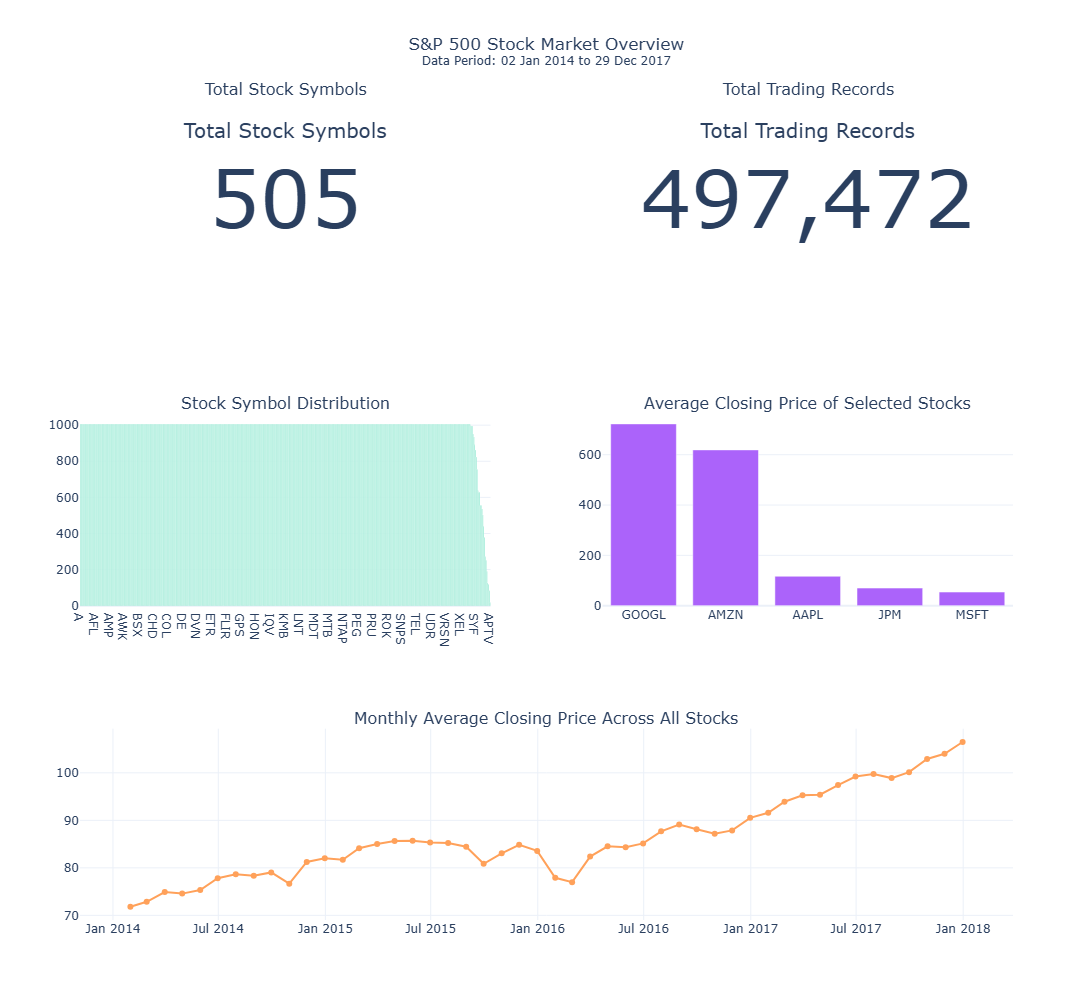 S&P 500 Stock Market Overview
Data Period: 02 Jan 2014 to 29 Dec 2017
Total Stock Symbols
Total Trading Records
Total Stock Symbols
Total Trading Records
505
497,472
Stock Symbol Distribution
1000
800
600
400
200
0
A
AFL
AMP
AWK
BSX
CHD
COL
DE
DVN
ETR
FLIR
GPS
HON
IQV
KMB
LNT
MDT
MTB
NTAP
PEG
PRU
ROK
SNPS
TEL
UDR
VRSN
XEL
SYF
APTV
Average Closing Price of Selected Stocks
600
400
200
0
GOOGL
AMZN
AAPL
JPM
MSFT
Monthly Average Closing Price Across All Stocks
100
90
80
70
Jan 2014
Jul 2014
Jan 2015
Jul 2015
Jan 2016
Jul 2016
Jan 2017
Jul 2017
Jan 2018